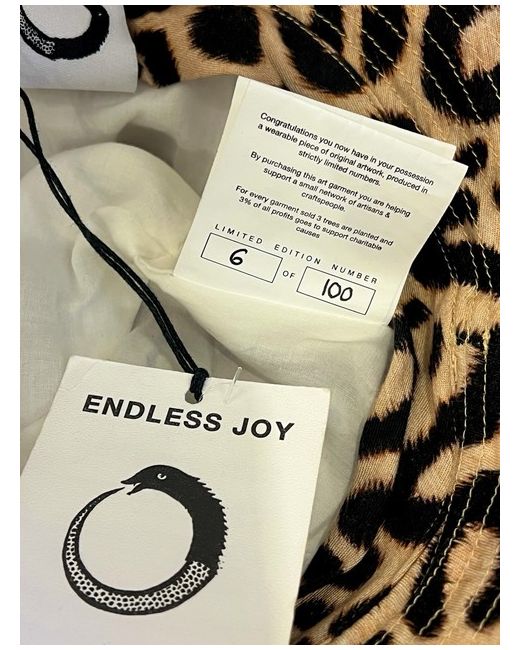 Congratulations you now have in your possession
a wearable piece of original artwork, produced in
strictly limited numbers.
By purchasing this art garment you are helping
support a small network or artisans &
craftspeople.
For every garment sold 3 trees are planted and
3% of all profits goes to support charitable
causes
LIMITED EDITION NUMBER
6 OF 100
ENDLESS JOY